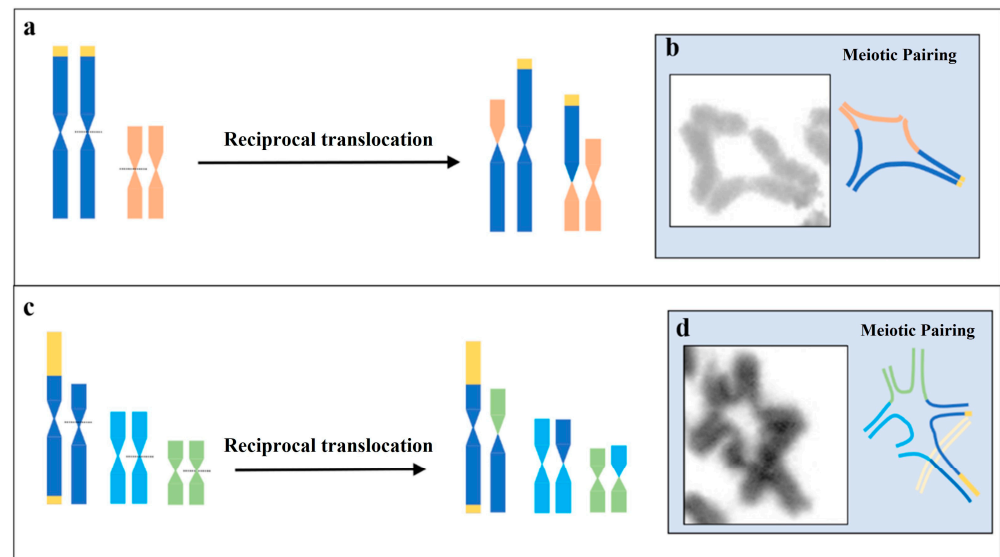 a
Reciprocal translocation
b
Meiotic Pairing
c
Reciprocal translocation
d
Meiotic Pairing